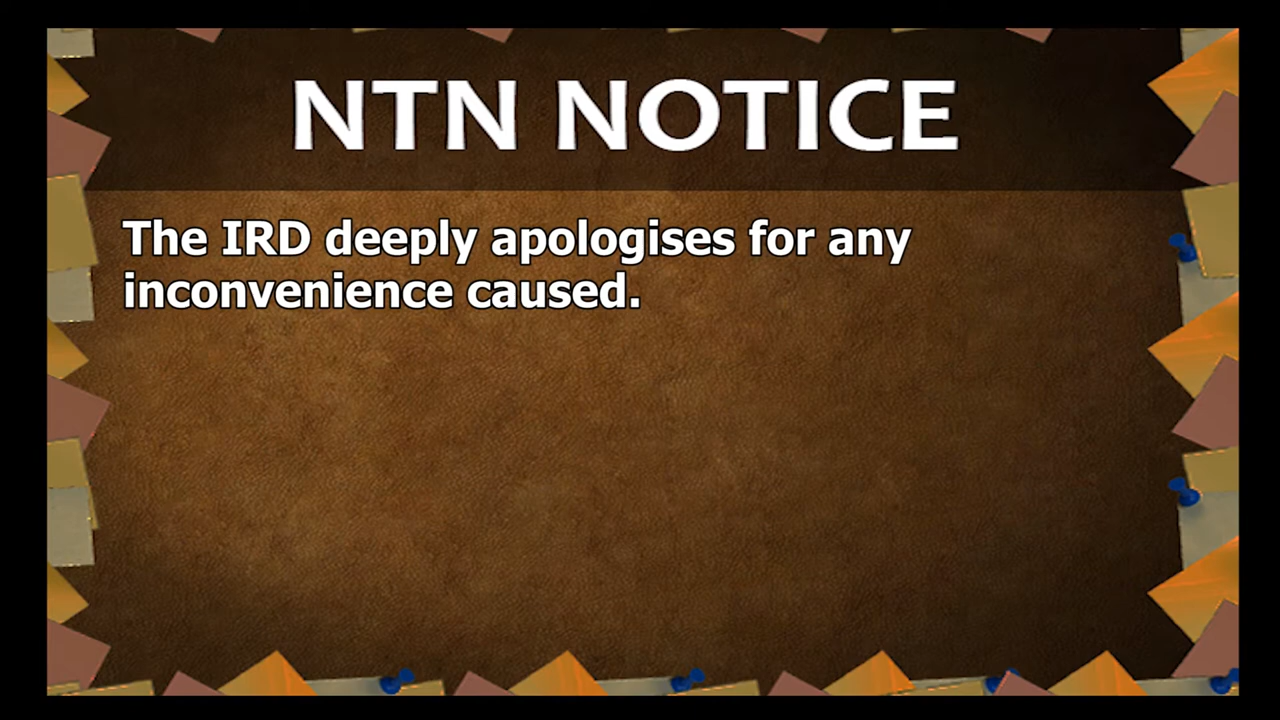 NTN NOTICE
The IRD deeply apologises for any
inconvenience caused.